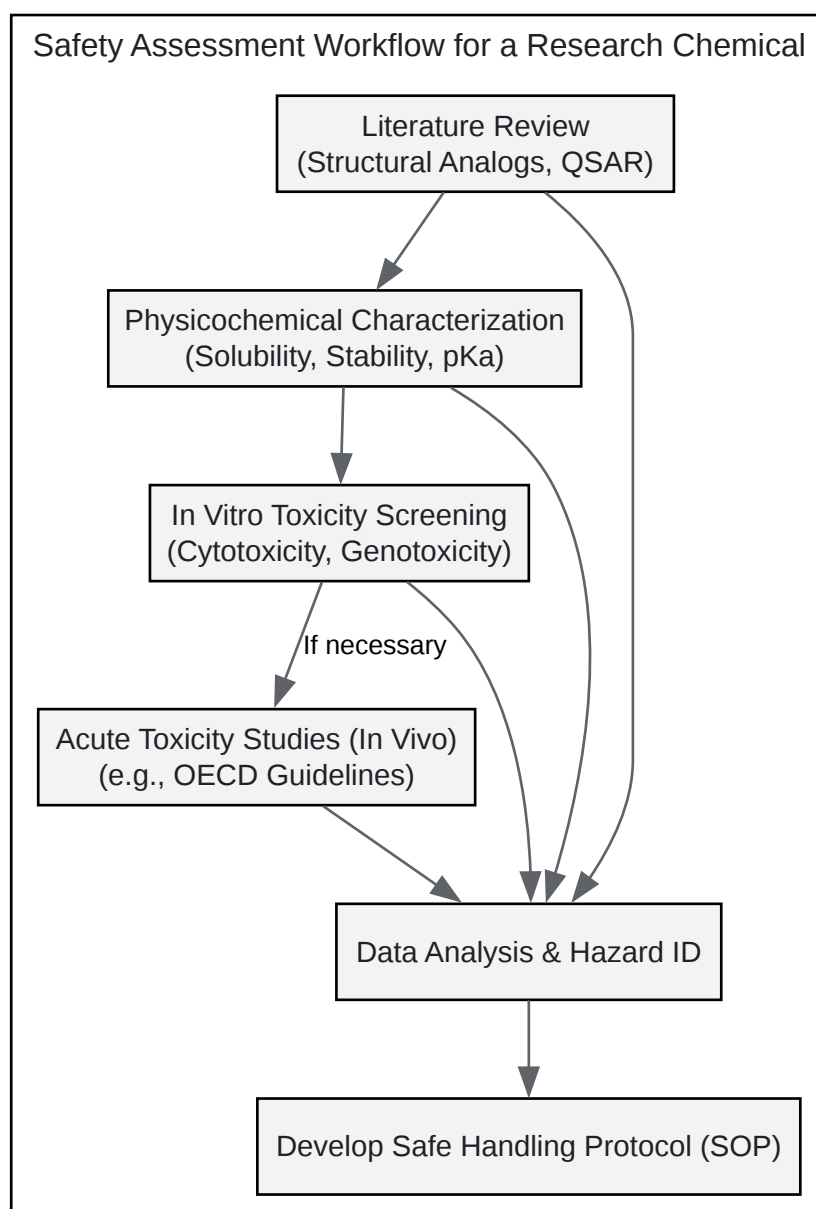 Safety Assessment Workflow for a Research Chemical
Literature Review
(Structural Analogs, QSAR)
Physicochemical Characterization
(Solubility, Stability, pKa)
In Vitro Toxicity Screening
(Cytotoxicity, Genotoxicity)
If necessary
Acute Toxicity Studies (In Vivo)
(e.g., OECD Guidelines)
Data Analysis & Hazard ID
Develop Safe Handling Protocol (SOP)